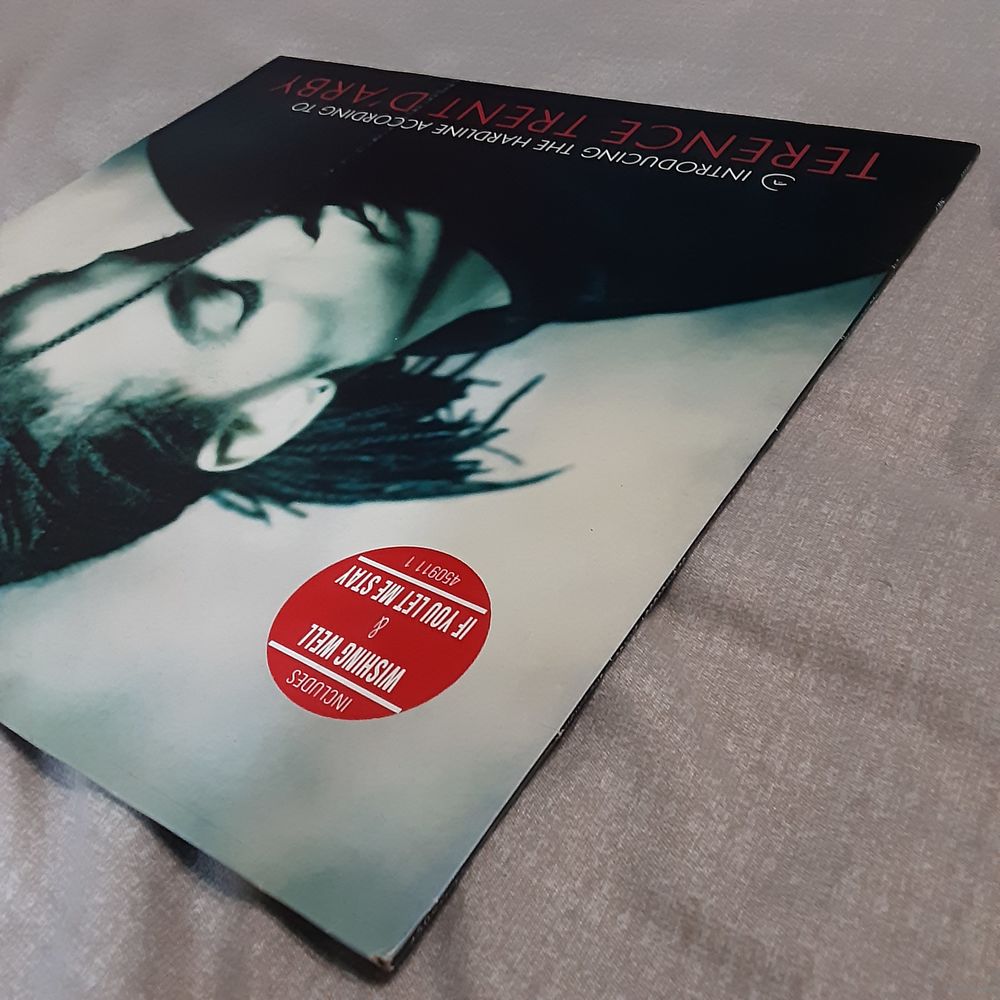 INTRODUCING THE HARDLINE ACCORDING TO
TERENCE TRENT D'ARBY
INCLUDES
WISHING WELL
&
IF YOU LET ME STAY
450911 1